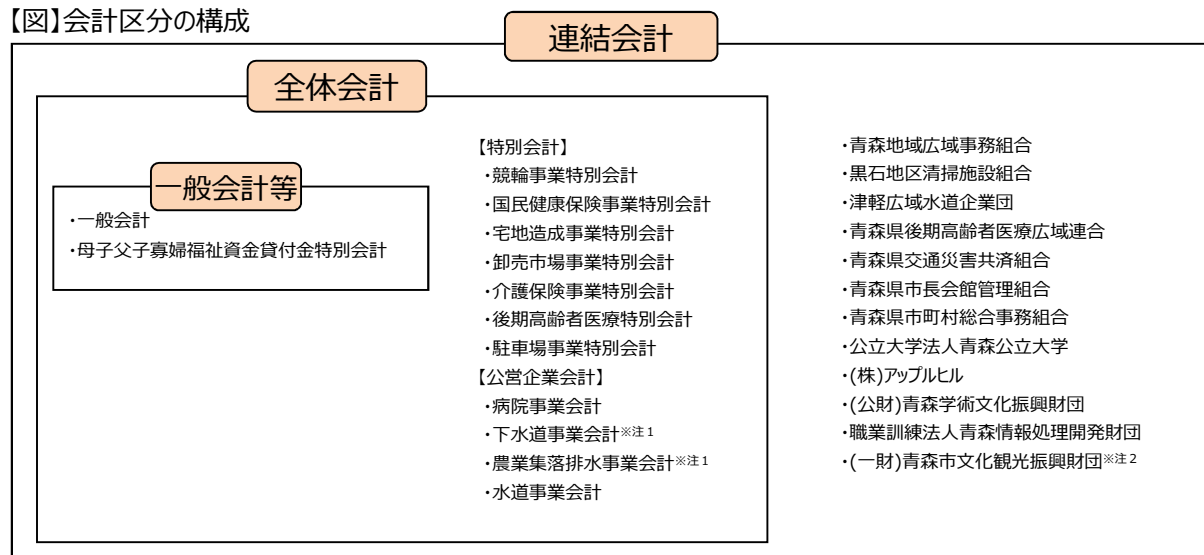 【図】会計区分の構成
連結会計
全体会計
一般会計等
・一般会計
・母子父子寡婦福祉資金貸付金特別会計
【特別会計】
・競輪事業特別会計
・国民健康保険事業特別会計
・宅地造成事業特別会計
・卸売市場事業特別会計
・介護保険事業特別会計
・後期高齢者医療特別会計
・駐車場事業特別会計
【公営企業会計】
・病院事業会計
・下水道事業会計※注1
・農業集落排水事業会計※注1
・水道事業会計
・青森地域広域事務組合
・黒石地区清掃施設組合
・津軽広域水道企業団
・青森県後期高齢者医療広域連合
・青森県交通災害共済組合
・青森県市長会館管理組合
・青森県市町村総合事務組合
・公立大学法人青森公立大学
・(株)アップルヒル
・(公財)青森学術文化振興財団
・職業訓練法人青森情報処理開発財団
・(一財)青森市文化観光振興財団※注2